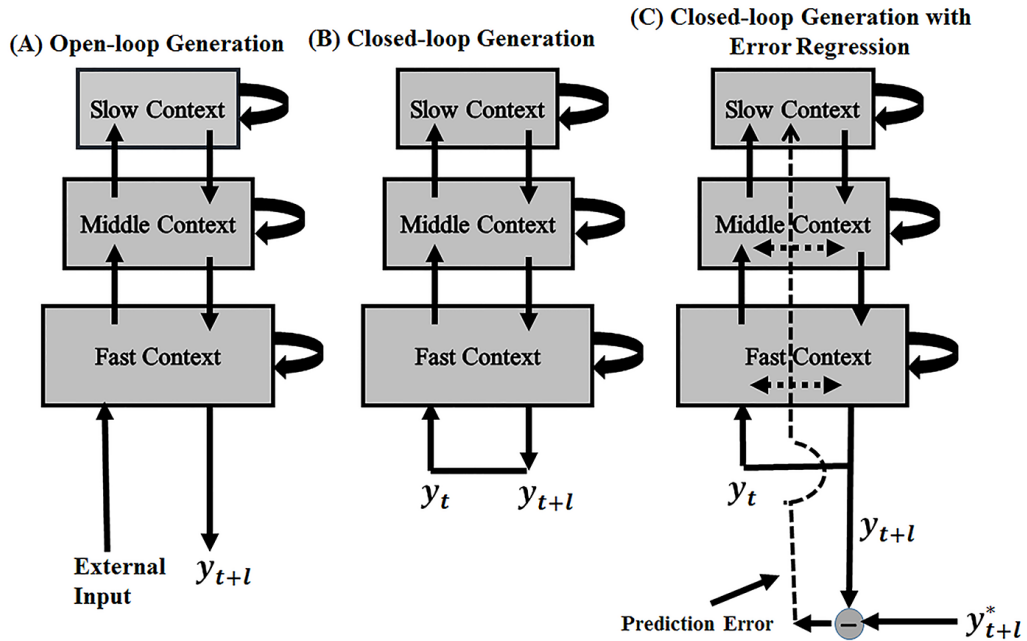 (A) Open-loop Generation
Slow Context
Middle Context
Fast Context
External
Input
y_{t+l}
(B) Closed-loop Generation
Slow Context
Middle Context
Fast Context
y_t
y_{t+l}
(C) Closed-loop Generation with
Error Regression
Slow Context
Middle Context
Fast Context
y_t
y_{t+l}
Prediction Error
−
y^*_{t+l}